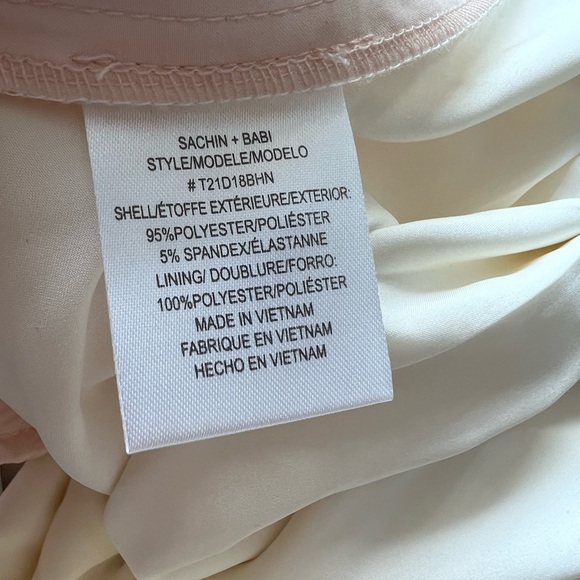 SACHIN + BABI
STYLE/MODELE/MODELO
#T21D18BHN
SHELL/ÉTOFFE EXTÉRIEURE/EXTERIOR:
95%POLYESTER/POLIÉSTER
5% SPANDEX/ÉLASTANNE
LINING/ DOUBLURE/FORRO:
100%POLYESTER/POLIÉSTER
MADE IN VIETNAM
FABRIQUE EN VIETNAM
HECHO EN VIETNAM